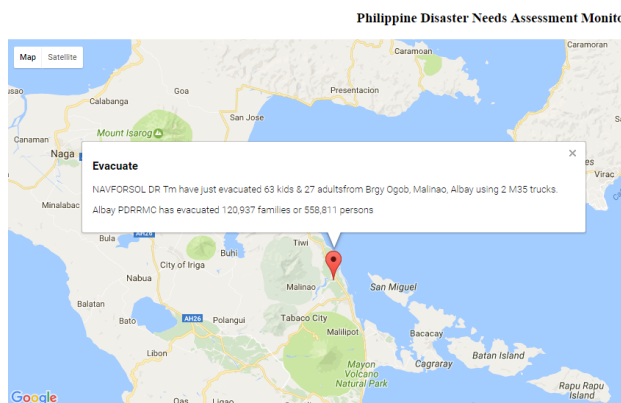 Philippine Disaster Needs Assessment Monito
Map Satellite
Caramoan
Caramoran
Goa
Presentacion
Calabanga
San Jose
Mount Isarog
Canaman
Naga
Evacuate
×
NAVFORSOL DR Tm have just evacuated 63 kids & 27 adultsfrom Brgy Ogob, Malinao, Albay using 2 M35 trucks.
Albay PDRRMC has evacuated 120,937 families or 558,811 persons
Virac
Minalabac
Bula
AH26
Buhi
Tiwi
City of Iriga
Nabua
Malinao
San Miguel
Balatan
Bato
AH26
Polangui
Tabaco City
Malilipot
Bacacay
Libon
Batan Island
Cagraray
Mayon
Volcano
Natural Park
Rapu Rapu
Island
Oas
Ligao
Google